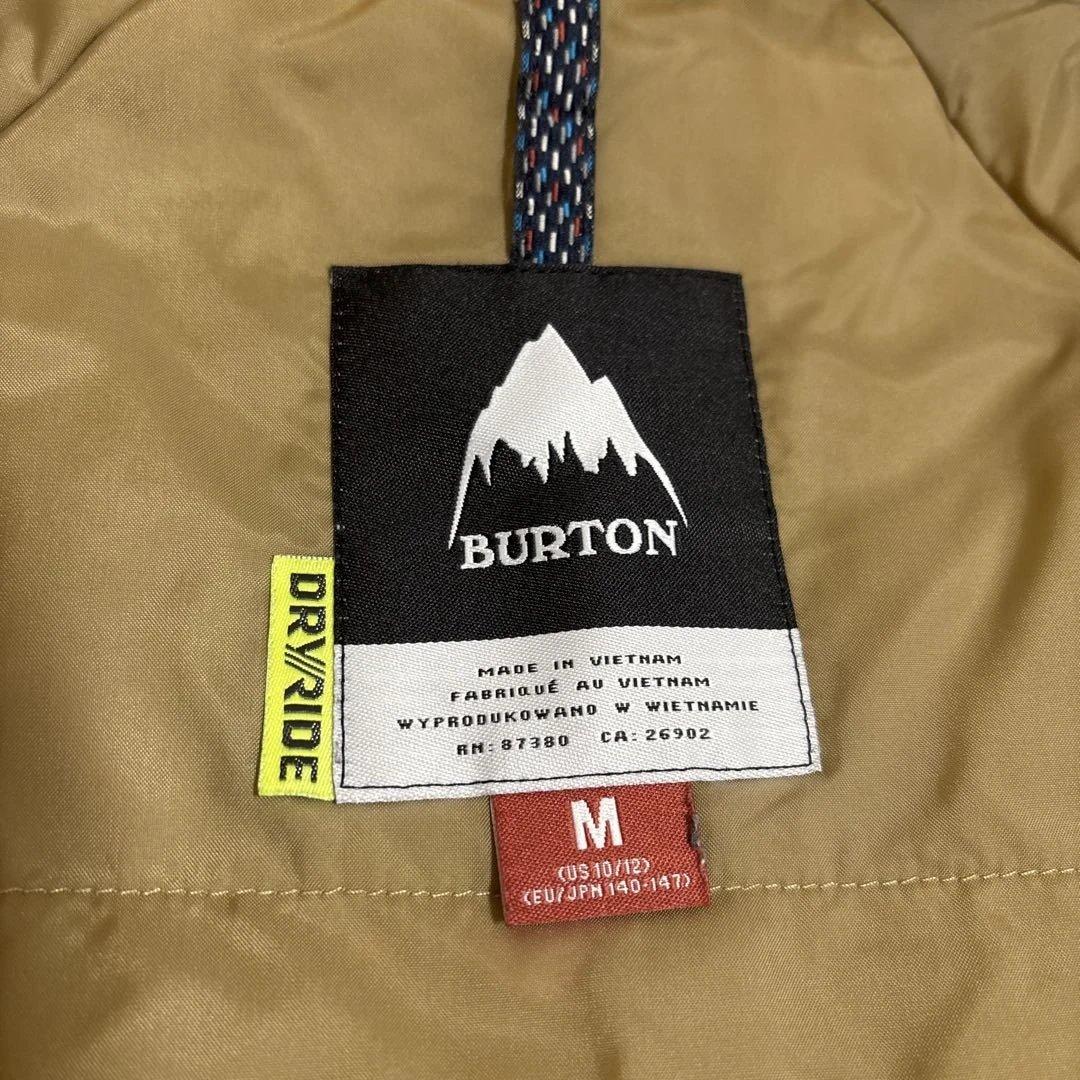 BURTON
DRY//RIDE
MADE IN VIETNAM
FABRIQUÉ AU VIETNAM
WYPRODUKOWANO W WIETNAMIE
RN: 87380 CA: 26902
M
(US 10/12)
(EU/JPN 140-147)